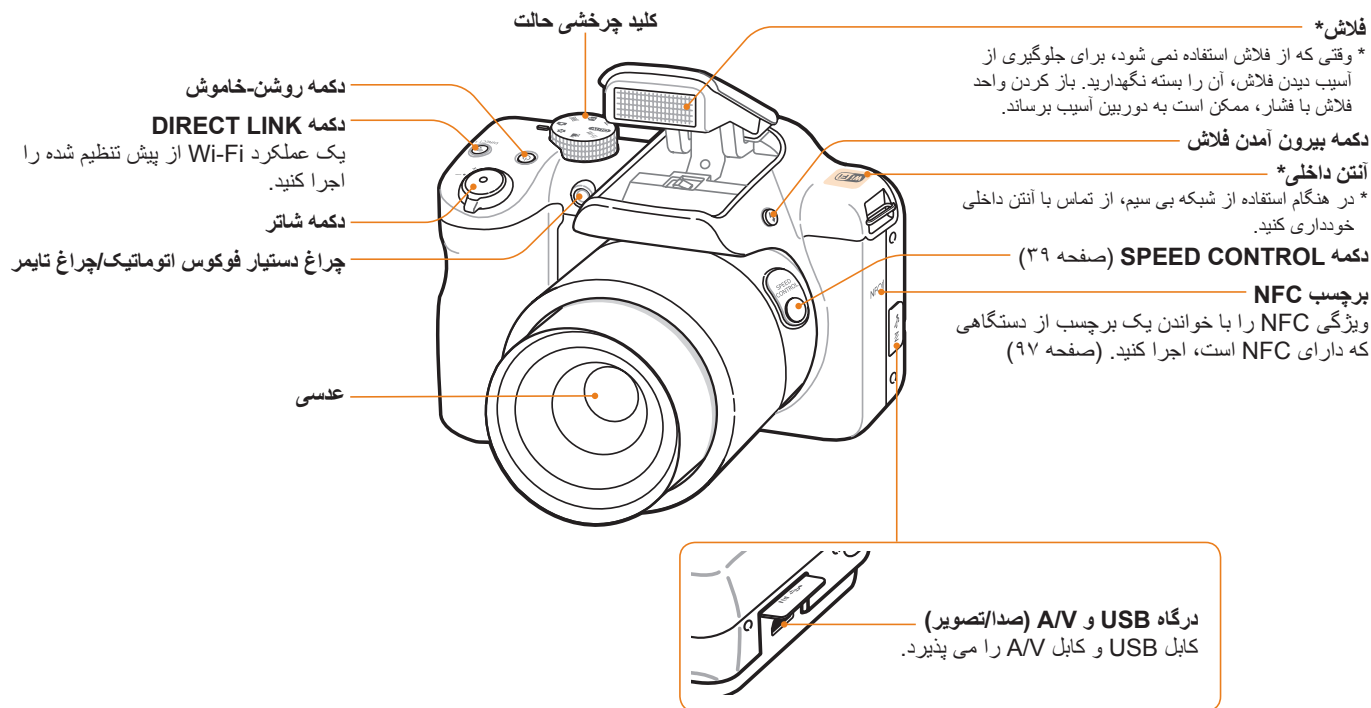 کلید چرخشی حالت
فلاش*
* وقتی که از فلاش استفاده نمی شود، برای جلوگیری از
آسیب دیدن فلاش، آن را بسته نگهدارید. باز کردن واحد
فلاش با فشار، ممکن است به دوربین آسیب برساند.
دکمه بیرون آمدن فلاش
آنتن داخلی*
* در هنگام استفاده از شبکه بی سیم، از تماس با آنتن داخلی
خودداری کنید.
دکمه SPEED CONTROL (صفحه ۳۹)
برچسب NFC
ویژگی NFC را با خواندن یک برچسب از دستگاهی
که دارای NFC است، اجرا کنید. (صفحه ۹۷)
دکمه روشن-خاموش
دکمه DIRECT LINK
یک عملکرد Wi-Fi از پیش تنظیم شده را
اجرا کنید.
دکمه شاتر
چراغ دستیار فوکوس اتوماتیک/چراغ تایمر
عدسی
SPEED
CONTROL
NFC
درگاه USB و A/V (صدا/تصویر)
کابل USB و کابل A/V را می پذیرد.